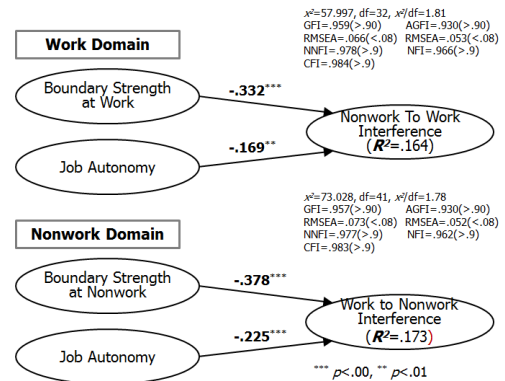 x²=57.997, df=32, x²/df=1.81
GFI=.959(>.90) AGFI=.930(>.90)
RMSEA=.066(<.08) RMSEA=.053(<.08)
NNFI=.978(>.9) NFI=.966(>.9)
CFI=.984(>.9)
Work Domain
Boundary Strength
at Work
-.332***
Nonwork To Work
Interference
(R²=.164)
-.169**
Job Autonomy
x²=73.028, df=41, x²/df=1.78
GFI=.957(>.90) AGFI=.930(>.90)
RMSEA=.073(<.08) RMSEA=.052(<.08)
NNFI=.977(>.9) NFI=.962(>.9)
CFI=.983(>.9)
Nonwork Domain
Boundary Strength
at Nonwork
-.378***
Work to Nonwork
Interference
(R²=.173)
-.225***
Job Autonomy
*** p<.00, ** p<.01